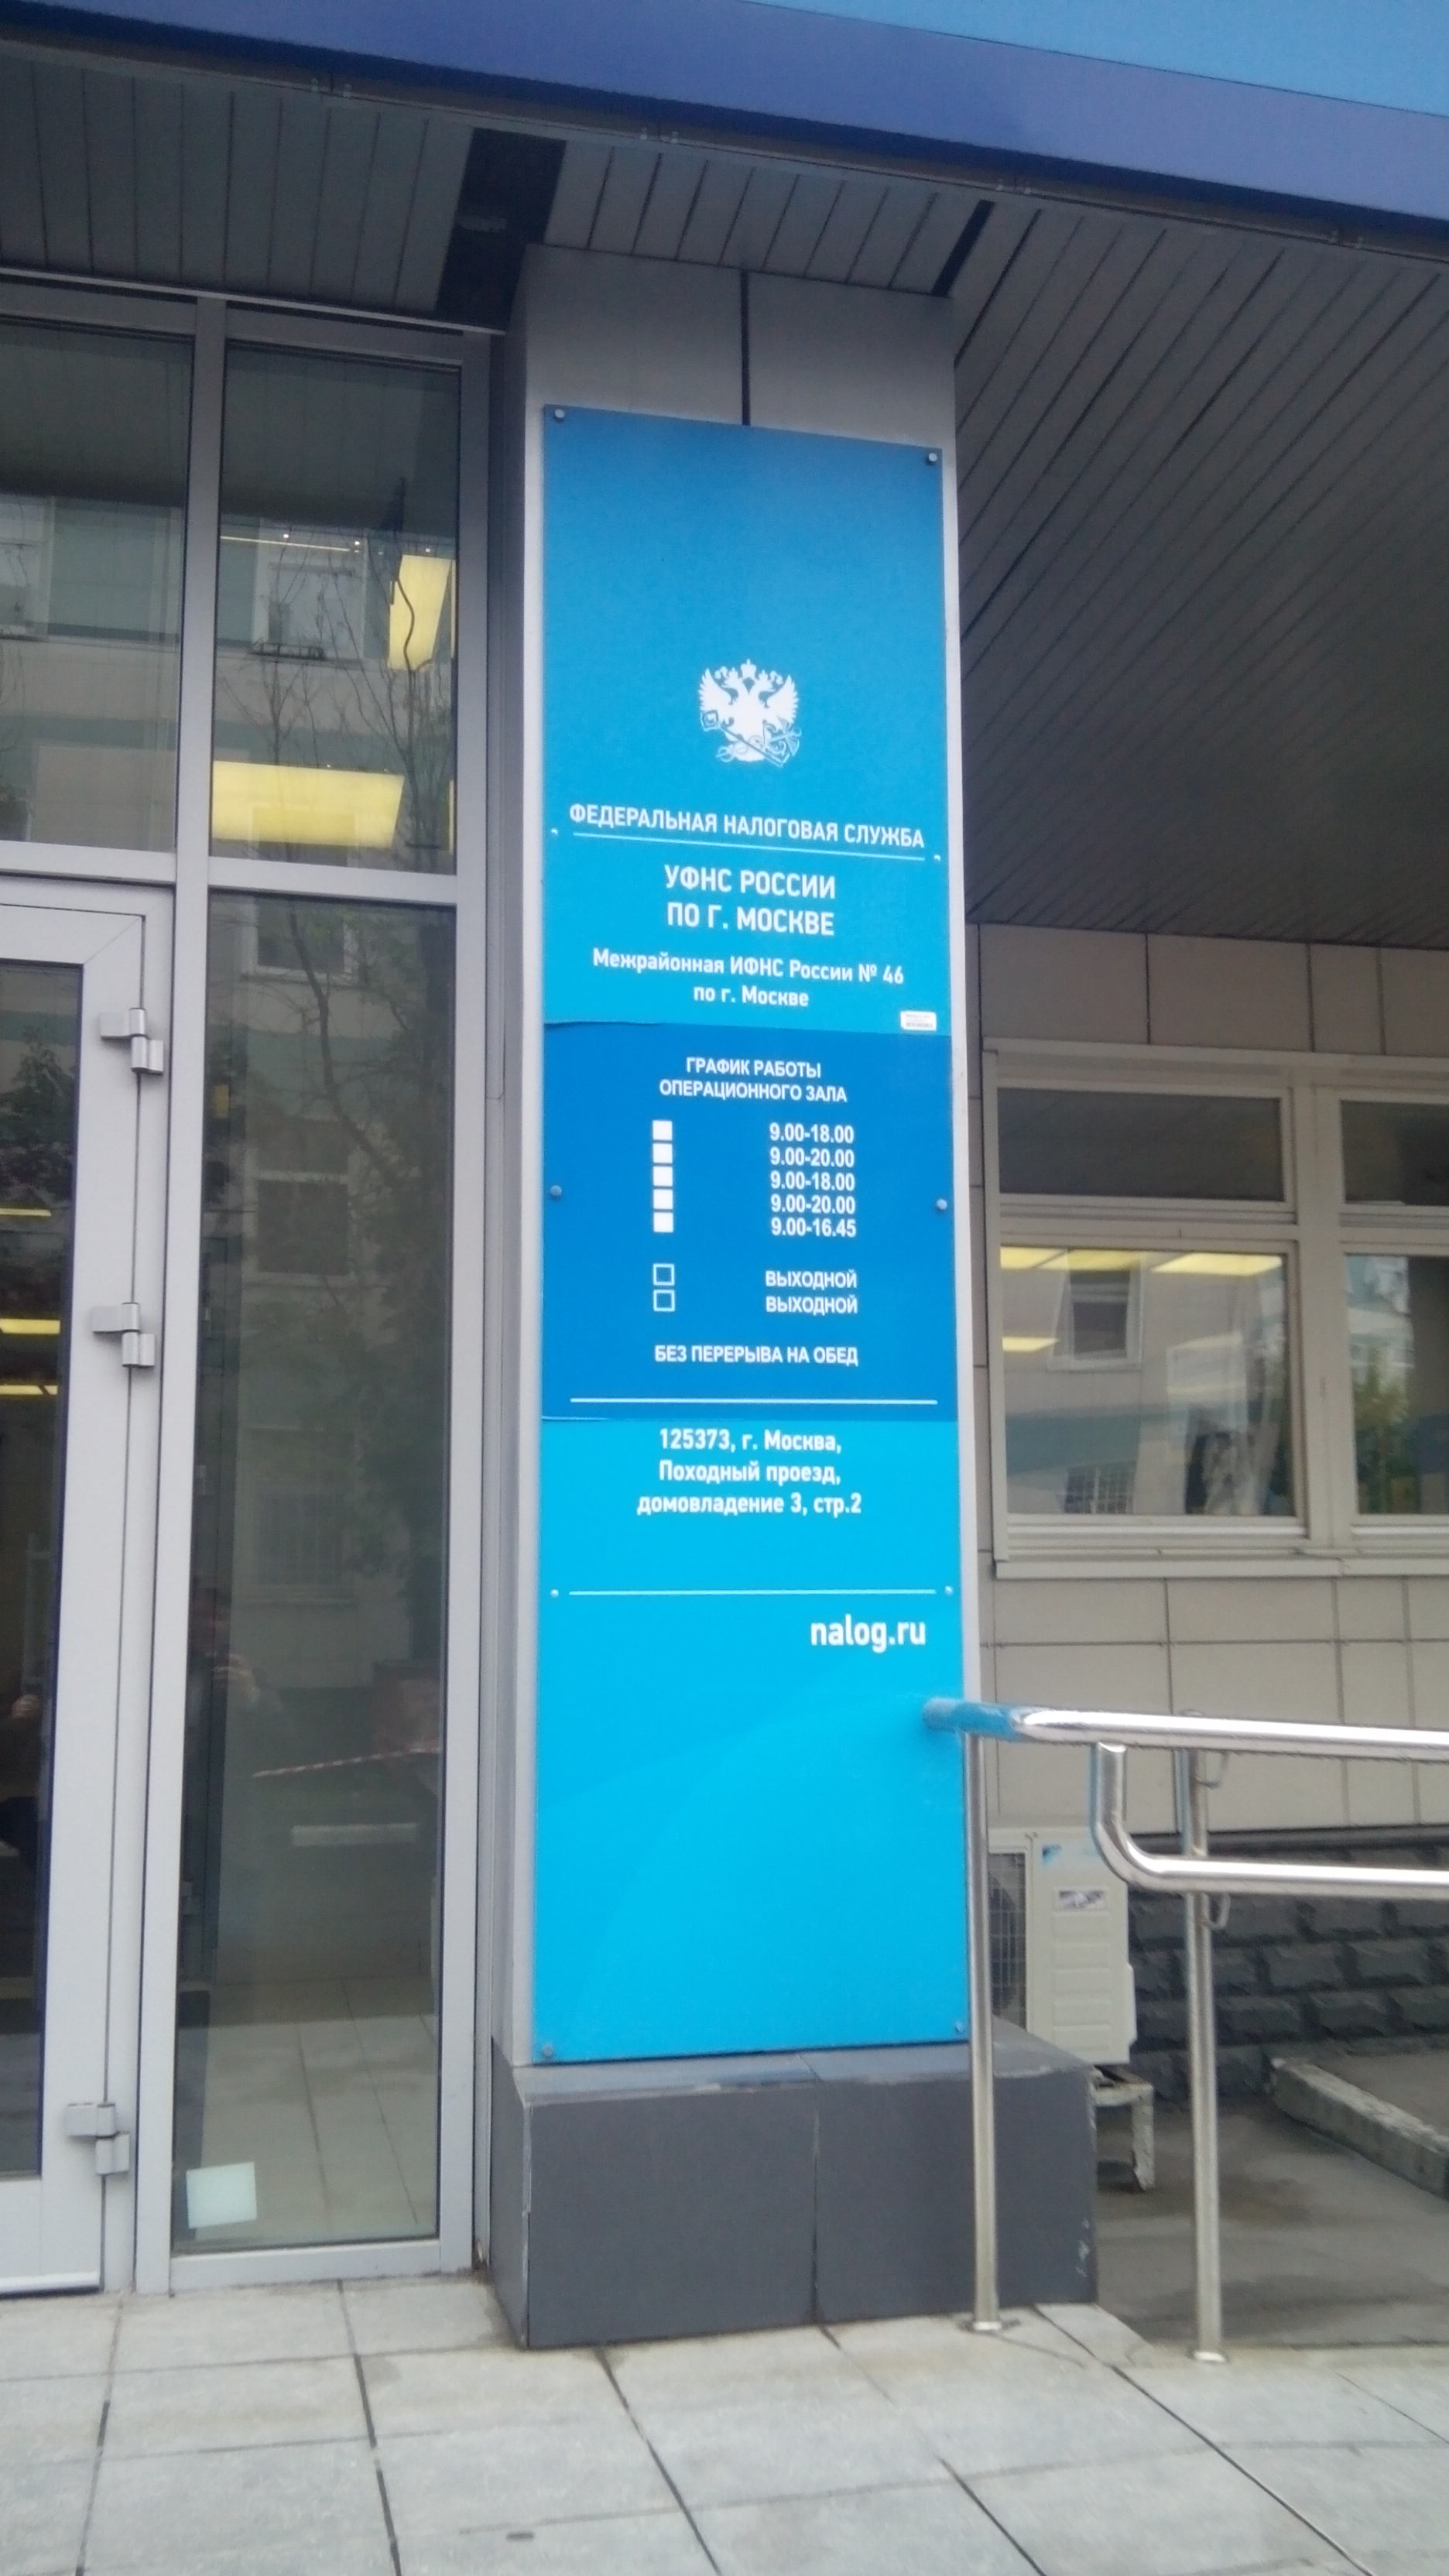 ФЕДЕРАЛЬНАЯ НАЛОГОВАЯ СЛУЖБА
УФНС РОССИИ
ПО Г. МОСКВЕ
Межрайонная ИФНС России № 46
по г. Москве
ГРАФИК РАБОТЫ
ОПЕРАЦИОННОГО ЗАЛА
9.00-18.00
9.00-20.00
9.00-18.00
9.00-20.00
9.00-16.45
ВЫХОДНОЙ
ВЫХОДНОЙ
БЕЗ ПЕРЕРЫВА НА ОБЕД
125373, г. Москва,
Походный проезд,
домовладение 3, стр.2
nalog.ru